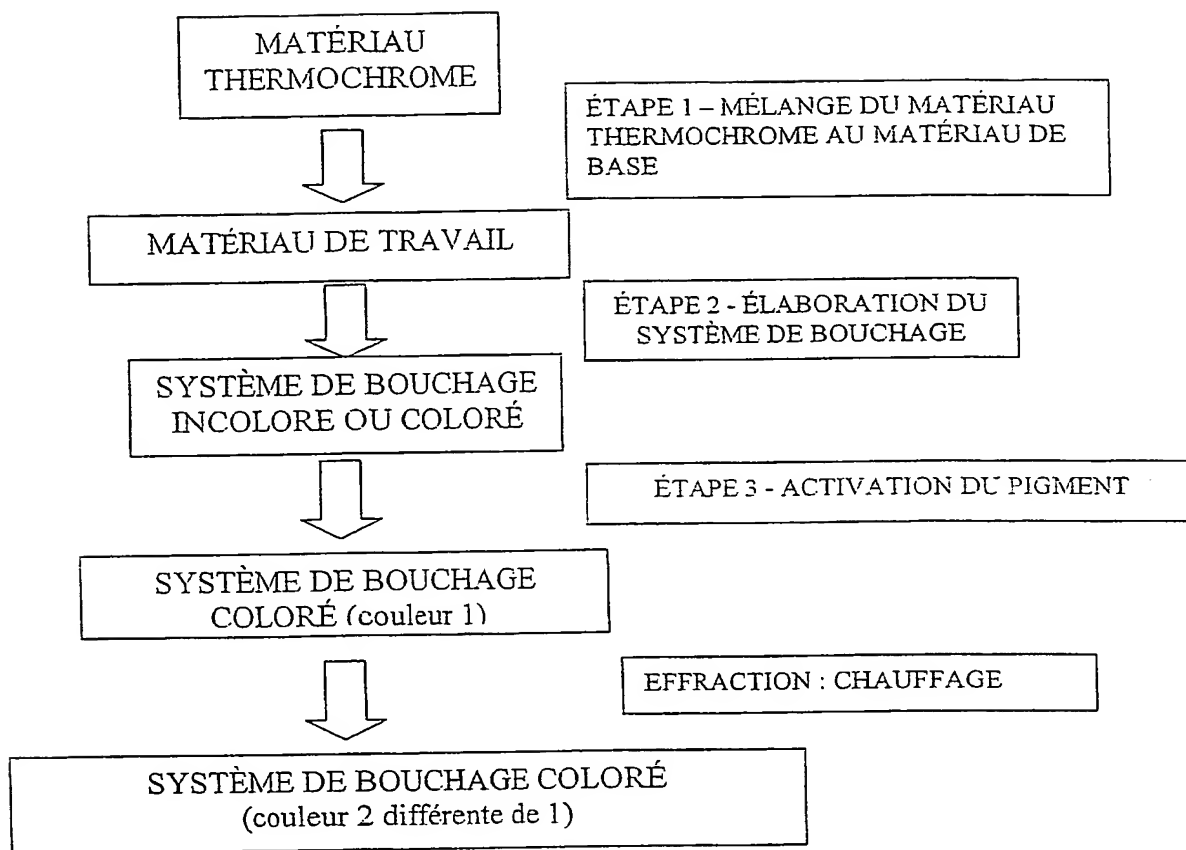 MATÉRIAU
THERMOCHROME
ÉTAPE 1 – MÉLANGE DU MATÉRIAU
THERMOCHROME AU MATÉRIAU DE
BASE
MATÉRIAU DE TRAVAIL
ÉTAPE 2 - ÉLABORATION DU
SYSTÈME DE BOUCHAGE
SYSTÈME DE BOUCHAGE
INCOLORE OU COLORÉ
ÉTAPE 3 - ACTIVATION DU PIGMENT
SYSTÈME DE BOUCHAGE
COLORÉ (couleur 1)
EFFRACTION : CHAUFFAGE
SYSTÈME DE BOUCHAGE COLORÉ
(couleur 2 différente de 1)